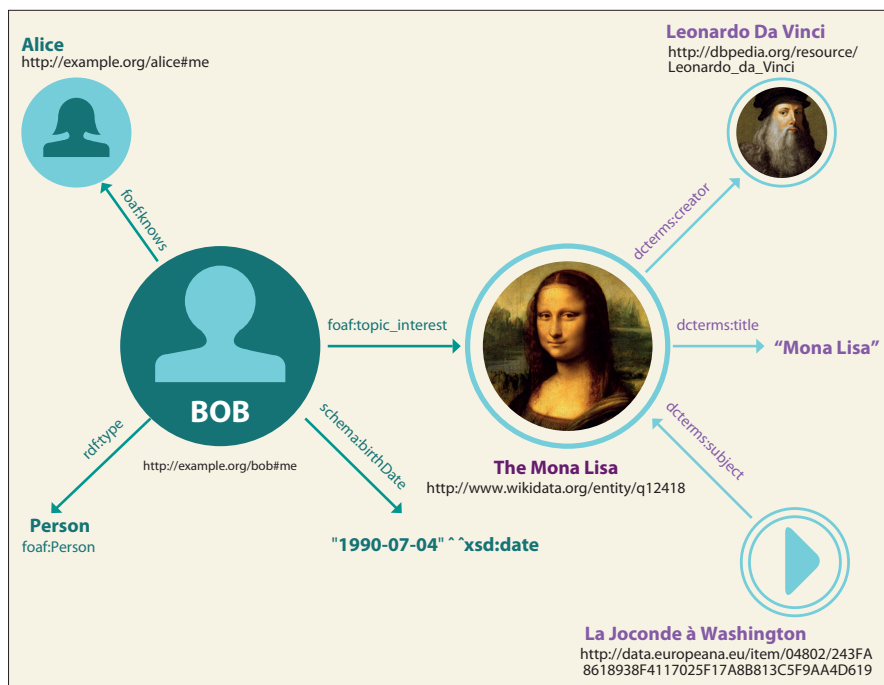 Alice
http://example.org/alice#me
Leonardo Da Vinci
http://dbpedia.org/resource/
Leonardo_da_Vinci
foaf:knows
dcterms:creator
foaf:topic_interest
dcterms:title
"Mona Lisa"
BOB
rdf:type
http://example.org/bob#me
schema:birthDate
dcterms:subject
The Mona Lisa
http://www.wikidata.org/entity/q12418
Person
foaf:Person
"1990-07-04"^^xsd:date
La Joconde à Washington
http://data.europeana.eu/item/04802/243FA
8618938F4117025F17A8B813C5F9AA4D619